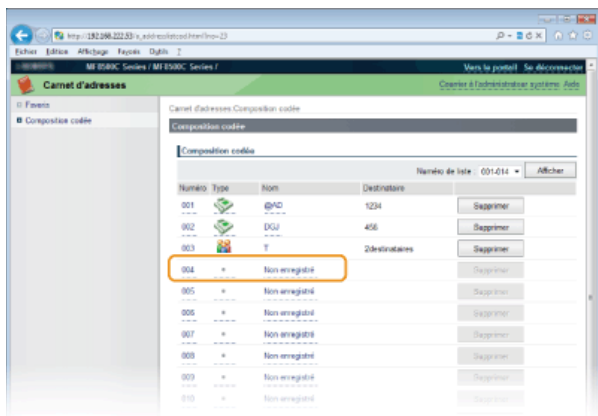 http://192.168.222.53/a_addresslistcod.html?no=23
Fichier Edition Affichage Favoris Outils ?
MF8500C Series / MF8500C Series /
Vers le portail Se déconnecter
Carnet d'adresses
Courrier à l'administrateur système Aide
Favoris
Composition codée
Carnet d'adresses:Composition codée
Composition codée
Composition codée
Numéro de liste 001-014 Afficher
Numéro Type Nom Destinataire
001 @AD 1234 Supprimer
002 DGJ 456 Supprimer
003 T 2destinataires Supprimer
004 Non enregistré Supprimer
005 Non enregistré Supprimer
006 Non enregistré Supprimer
007 Non enregistré Supprimer
008 Non enregistré Supprimer
009 Non enregistré Supprimer
010 Non enregistré Supprimer